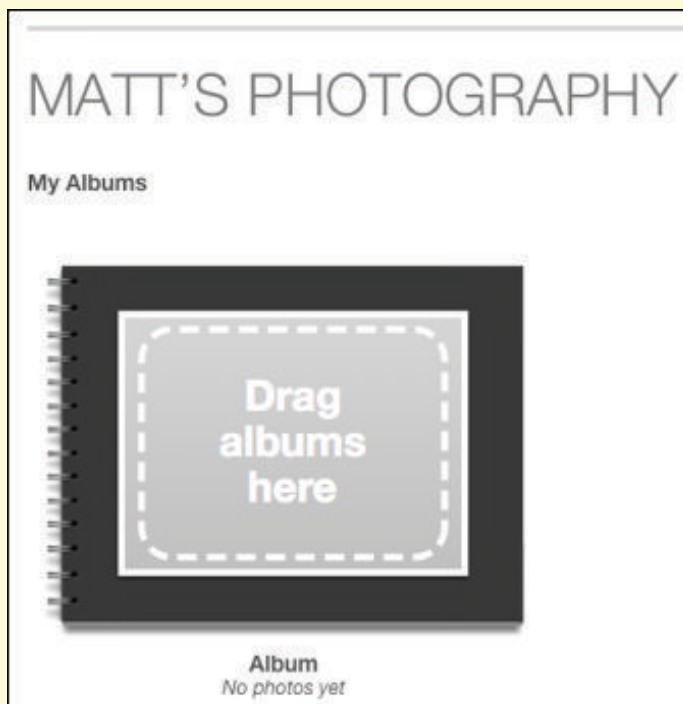 MATT'S PHOTOGRAPHY
My Albums
Drag
albums
here
Album
No photos yet